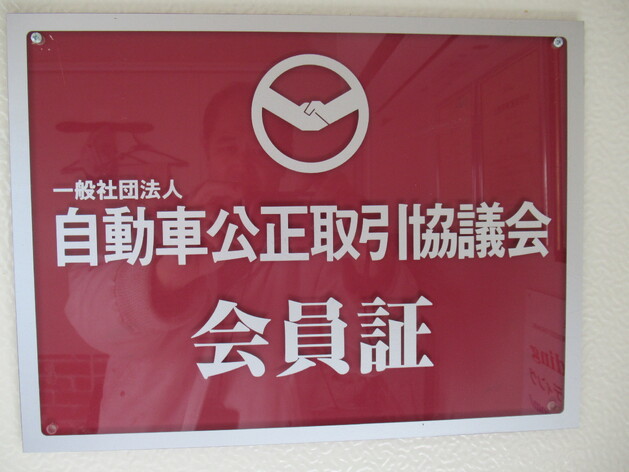 一般社団法人
自動車公正取引協議会
会員証